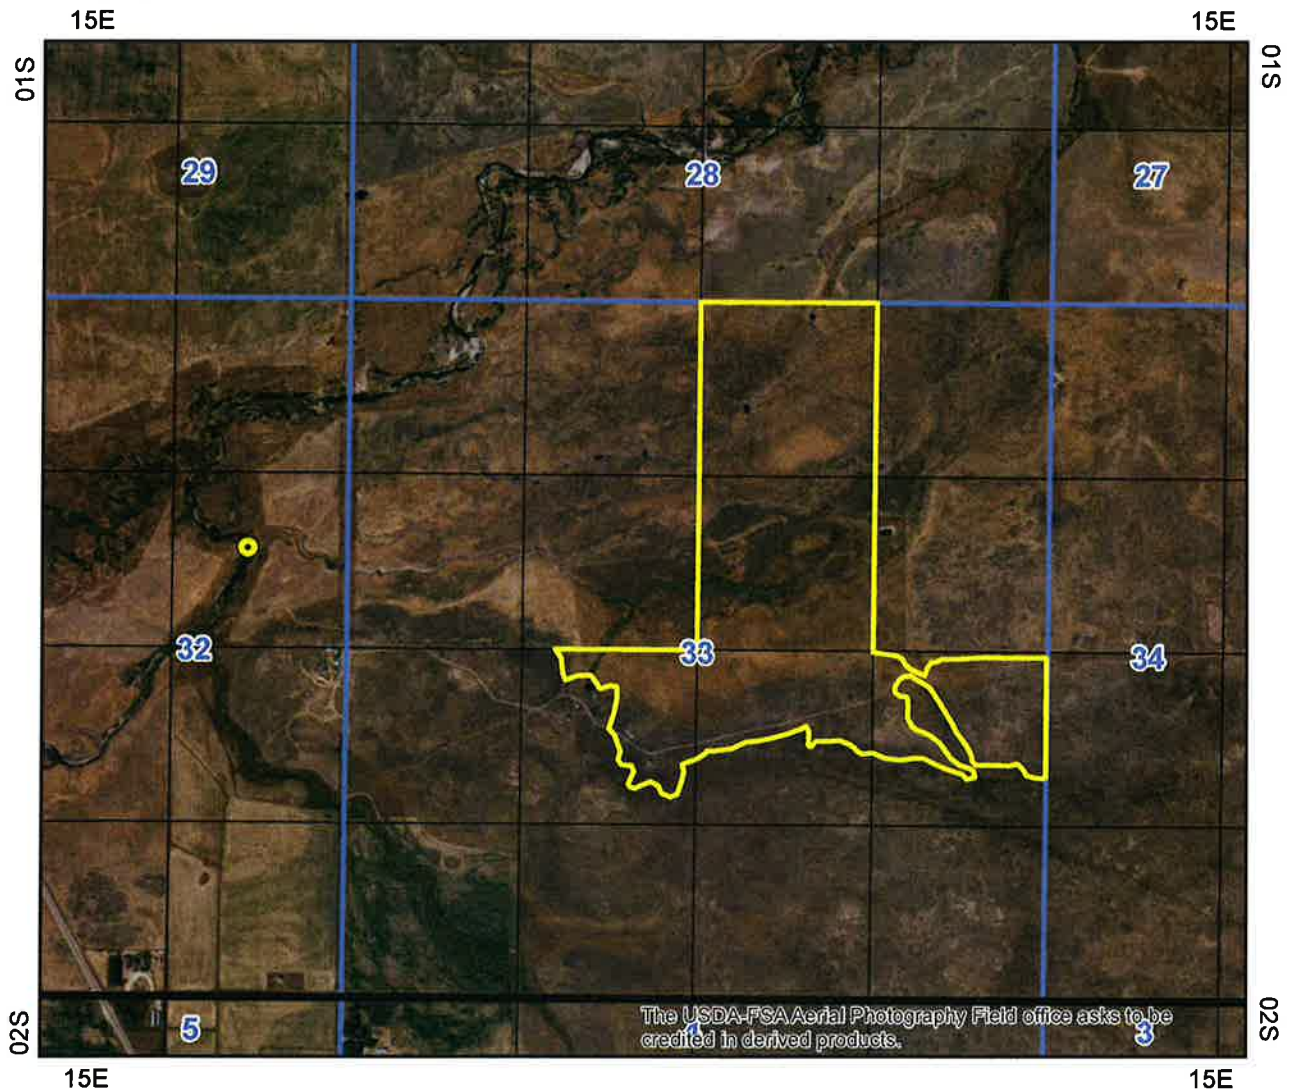 15E 15E
01S 01S
29 28 27
32 33 34
The USDA-FSA Aerial Photography Field office asks to be
credited in derived products.
5 4 3
02S 02S
15E 15E